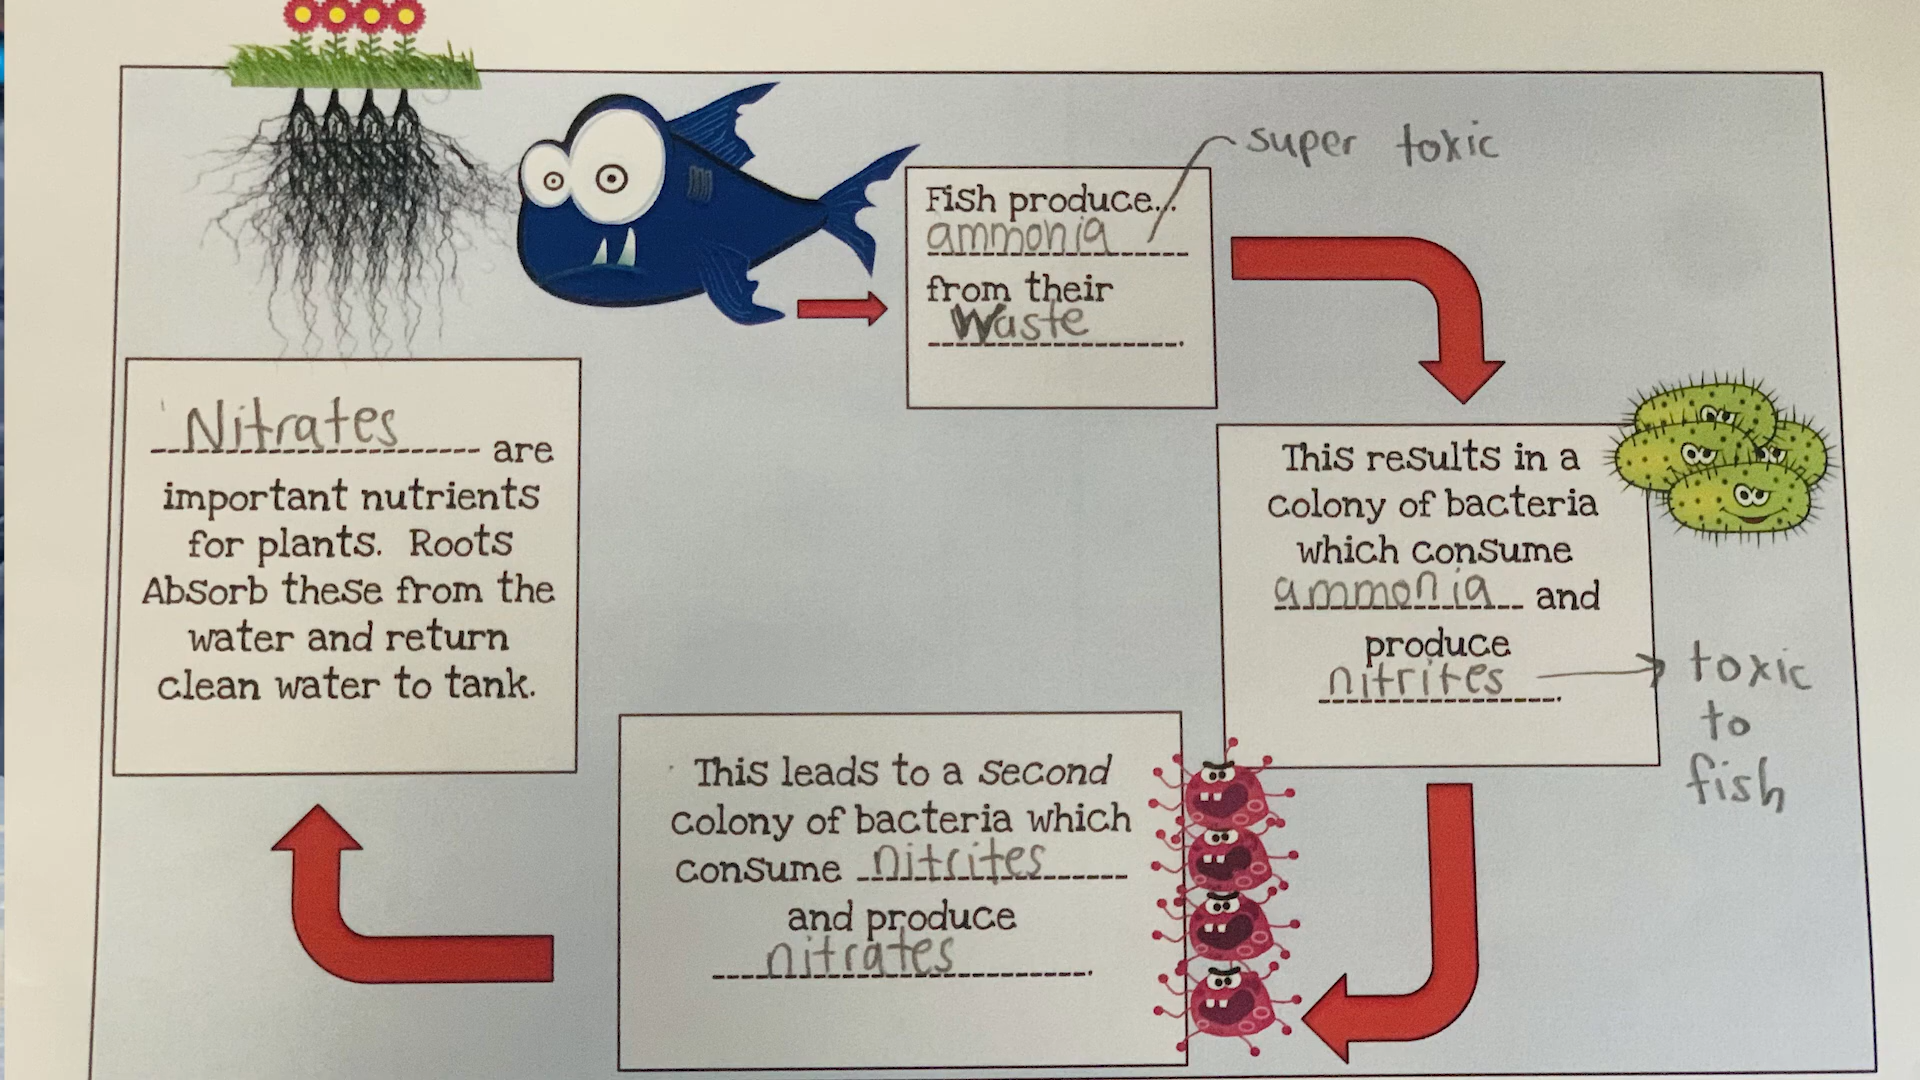 super toxic
Fish produce...
ammonia
from their
Waste.
This results in a
colony of bacteria
which consume
ammonia and
produce
nitrites.
toxic
to
fish
This leads to a second
colony of bacteria which
consume nitrites
and produce
nitrates.
Nitrates are
important nutrients
for plants. Roots
Absorb these from the
water and return
clean water to tank.